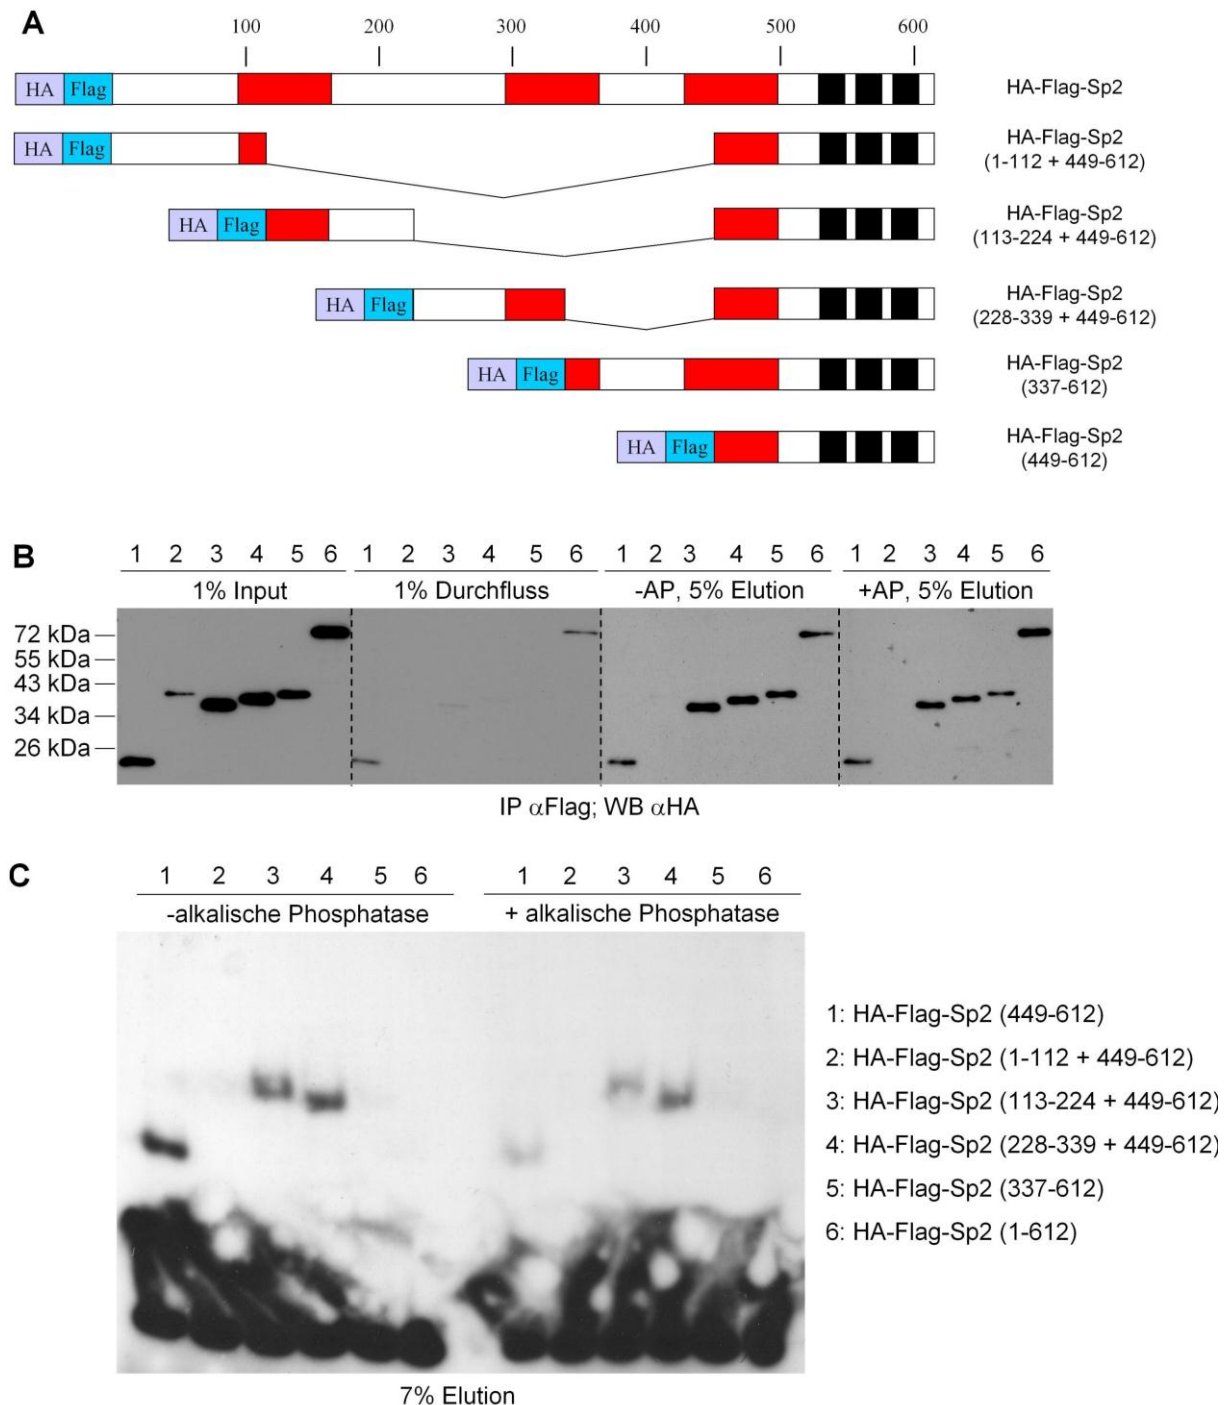 A
100 200 300 400 500 600
HA Flag HA-Flag-Sp2
HA Flag HA-Flag-Sp2
(1-112 + 449-612)
HA Flag HA-Flag-Sp2
(113-224 + 449-612)
HA Flag HA-Flag-Sp2
(228-339 + 449-612)
HA Flag HA-Flag-Sp2
(337-612)
HA Flag HA-Flag-Sp2
(449-612)
B
1 2 3 4 5 6 1 2 3 4 5 6 1 2 3 4 5 6 1 2 3 4 5 6
1% Input 1% Durchfluss -AP, 5% Elution +AP, 5% Elution
72 kDa
55 kDa
43 kDa
34 kDa
26 kDa
IP αFlag; WB αHA
C
1 2 3 4 5 6 1 2 3 4 5 6
-alkalische Phosphatase + alkalische Phosphatase
1: HA-Flag-Sp2 (449-612)
2: HA-Flag-Sp2 (1-112 + 449-612)
3: HA-Flag-Sp2 (113-224 + 449-612)
4: HA-Flag-Sp2 (228-339 + 449-612)
5: HA-Flag-Sp2 (337-612)
6: HA-Flag-Sp2 (1-612)
7% Elution